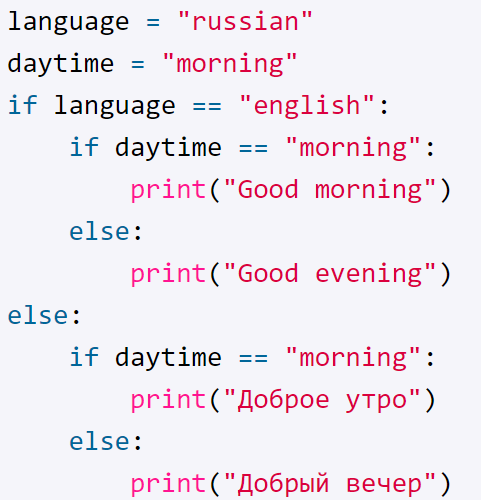 language = "russian"
daytime = "morning"
if language == "english":
    if daytime == "morning":
        print("Good morning")
    else:
        print("Good evening")
else:
    if daytime == "morning":
        print("Доброе утро")
    else:
        print("Добрый вечер")